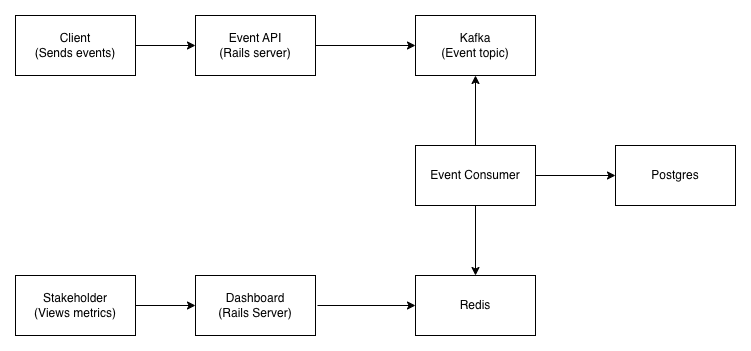 Client
(Sends events)
Event API
(Rails server)
Kafka
(Event topic)
Event Consumer
Postgres
Stakeholder
(Views metrics)
Dashboard
(Rails Server)
Redis